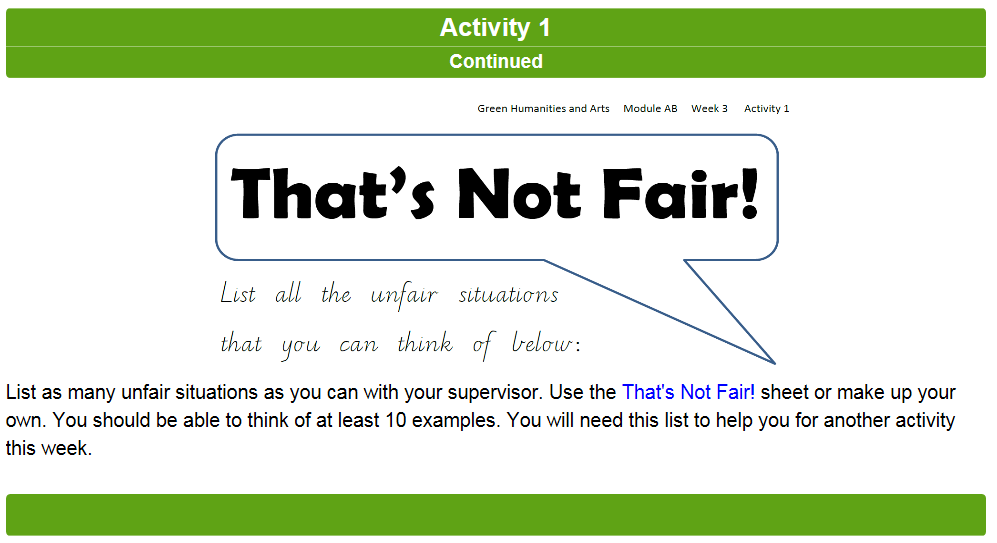 Activity 1
Continued
Green Humanities and Arts Module AB Week 3 Activity 1
That’s Not Fair!
List all the unfair situations
that you can think of below:
List as many unfair situations as you can with your supervisor. Use the That's Not Fair! sheet or make up your
own. You should be able to think of at least 10 examples. You will need this list to help you for another activity
this week.